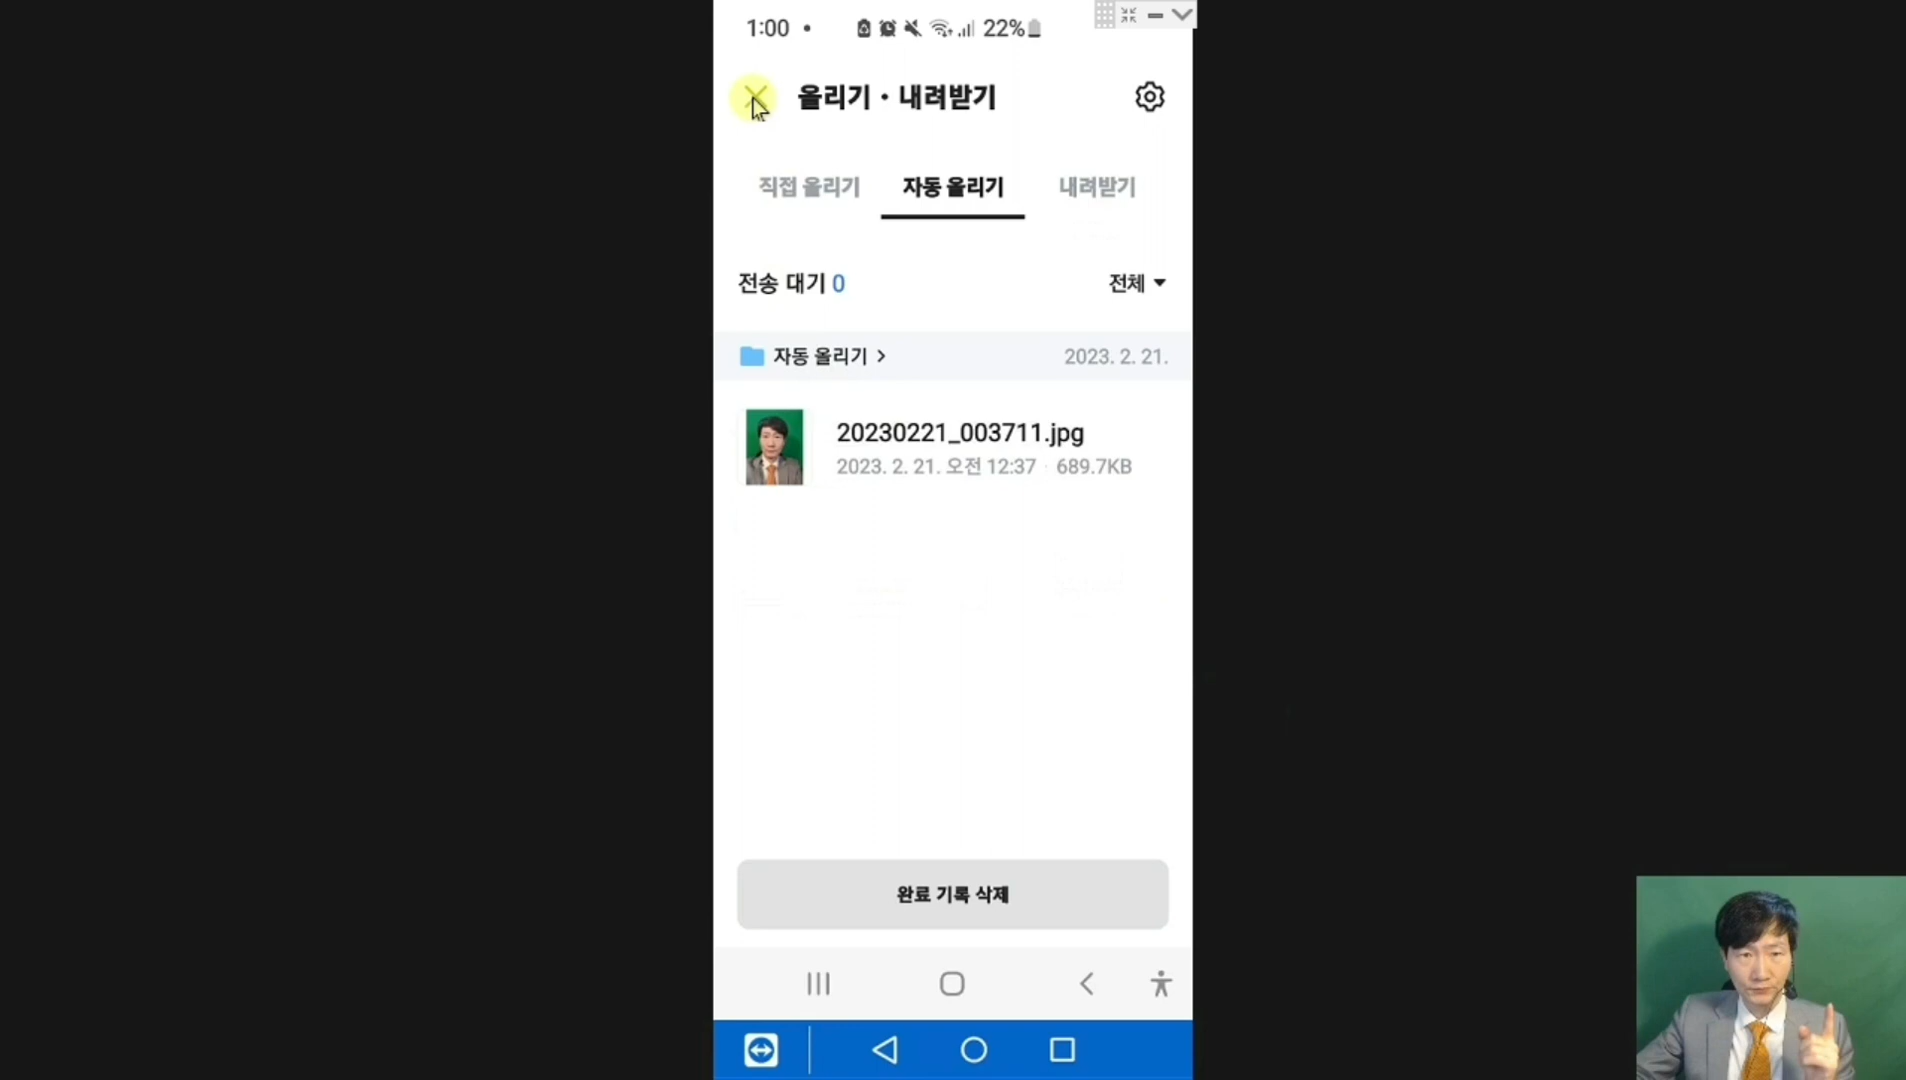 1:00
22%
올리기 · 내려받기
직접 올리기
자동 올리기
내려받기
전송 대기 0
전체
자동 올리기 >
2023. 2. 21.
20230221_003711.jpg
2023. 2. 21. 오전 12:37 · 689.7KB
완료 기록 삭제